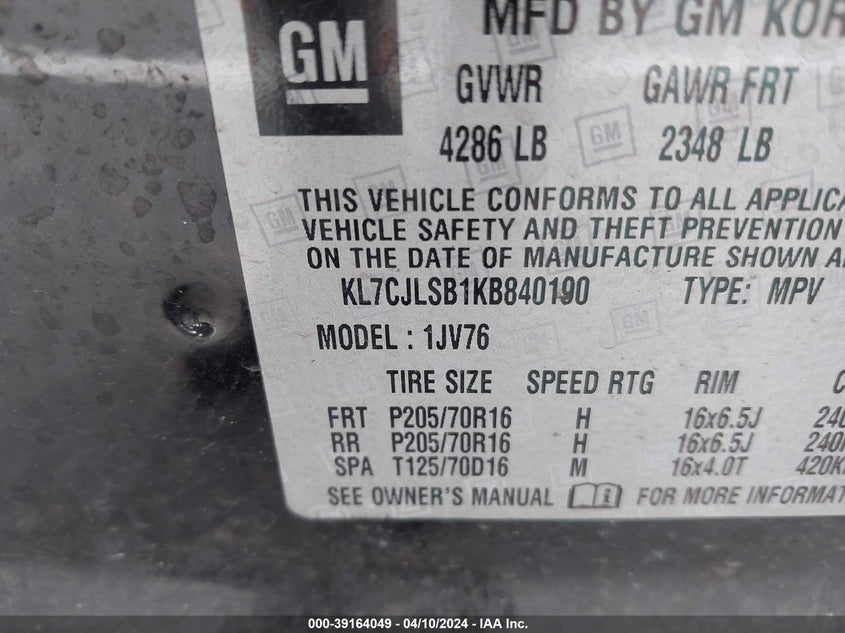 GM
MFD BY GM KOR
GVWR GAWR FRT
4286 LB 2348 LB
THIS VEHICLE CONFORMS TO ALL APPLICA
VEHICLE SAFETY AND THEFT PREVENTION
ON THE DATE OF MANUFACTURE SHOWN A
KL7CJLSB1KB840190 TYPE: MPV
MODEL : 1JV76
TIRE SIZE SPEED RTG RIM C
FRT P205/70R16 H 16x6.5J 240
RR P205/70R16 H 16x6.5J 240
SPA T125/70D16 M 16x4.0T 420K
SEE OWNER'S MANUAL i FOR MORE INFORMAT
000-39164049 - 04/10/2024 - IAA Inc.